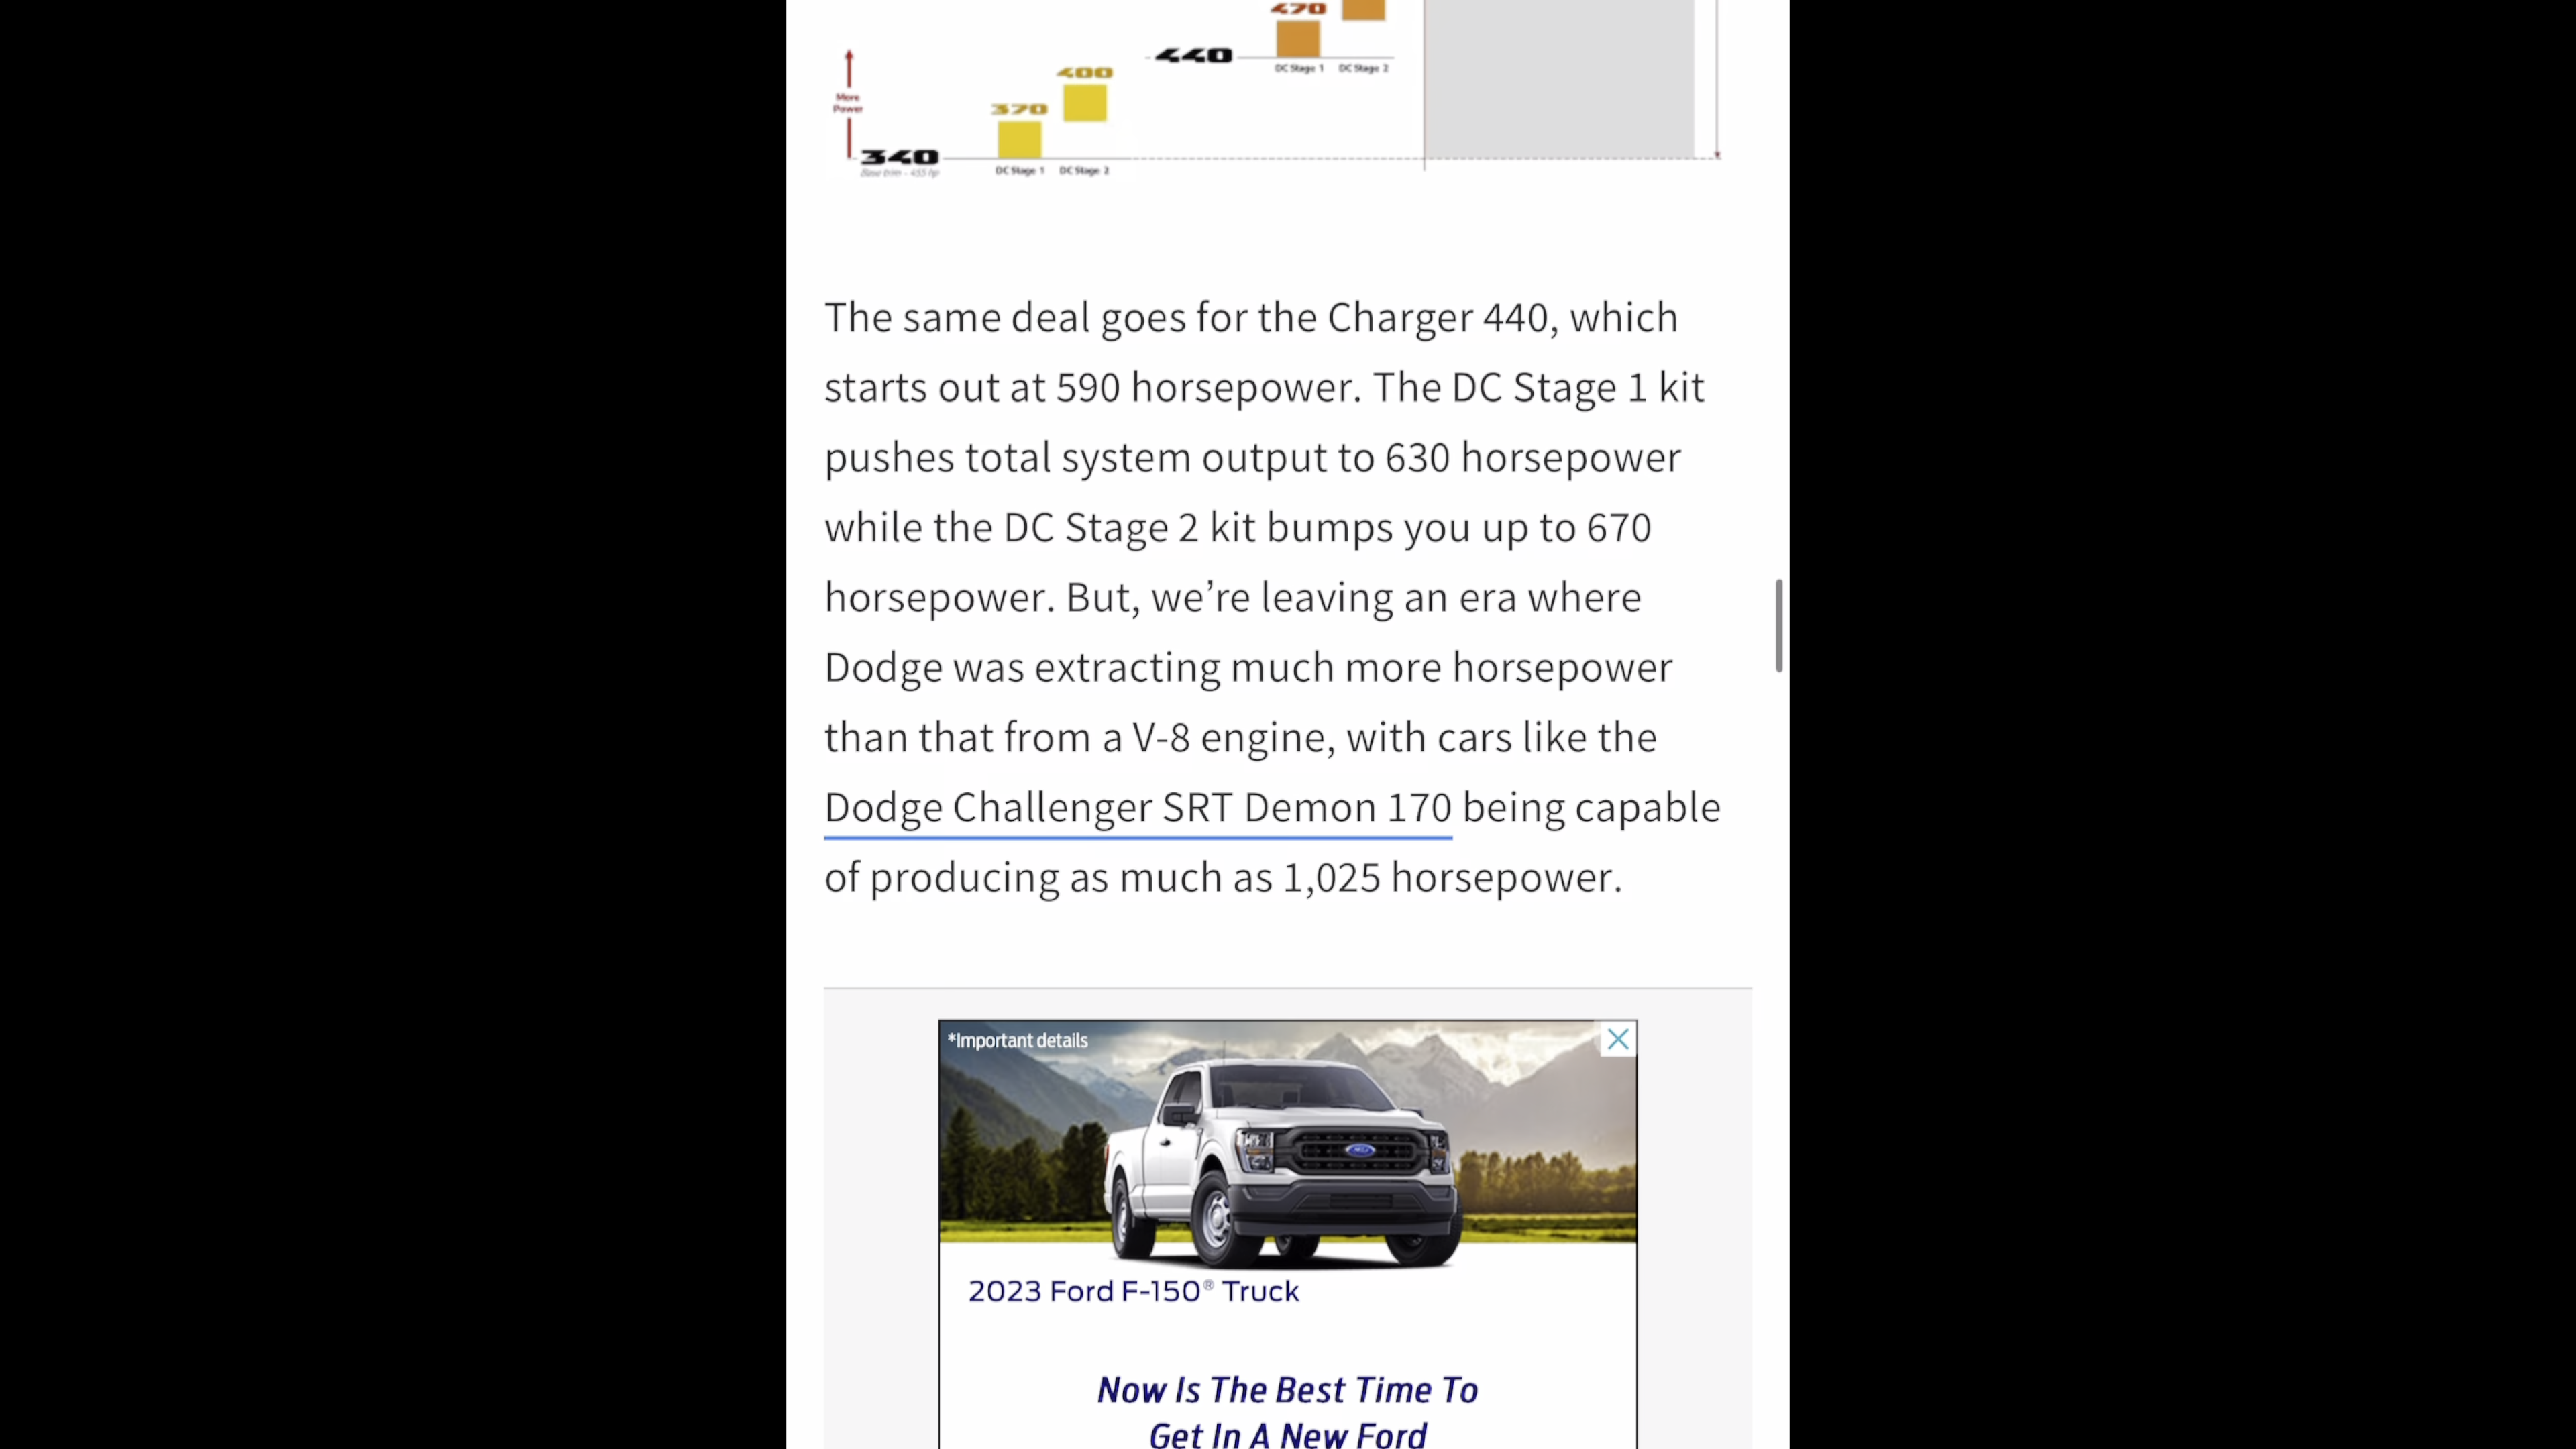 470
440
DC Stage 1 DC Stage 2
400
More
Power
370
340
Base trim - 455 hp
DC Stage 1 DC Stage 2
The same deal goes for the Charger 440, which
starts out at 590 horsepower. The DC Stage 1 kit
pushes total system output to 630 horsepower
while the DC Stage 2 kit bumps you up to 670
horsepower. But, we’re leaving an era where
Dodge was extracting much more horsepower
than that from a V-8 engine, with cars like the
Dodge Challenger SRT Demon 170 being capable
of producing as much as 1,025 horsepower.
*Important details
Ford
2023 Ford F-150® Truck
Now Is The Best Time To
Get In A New Ford